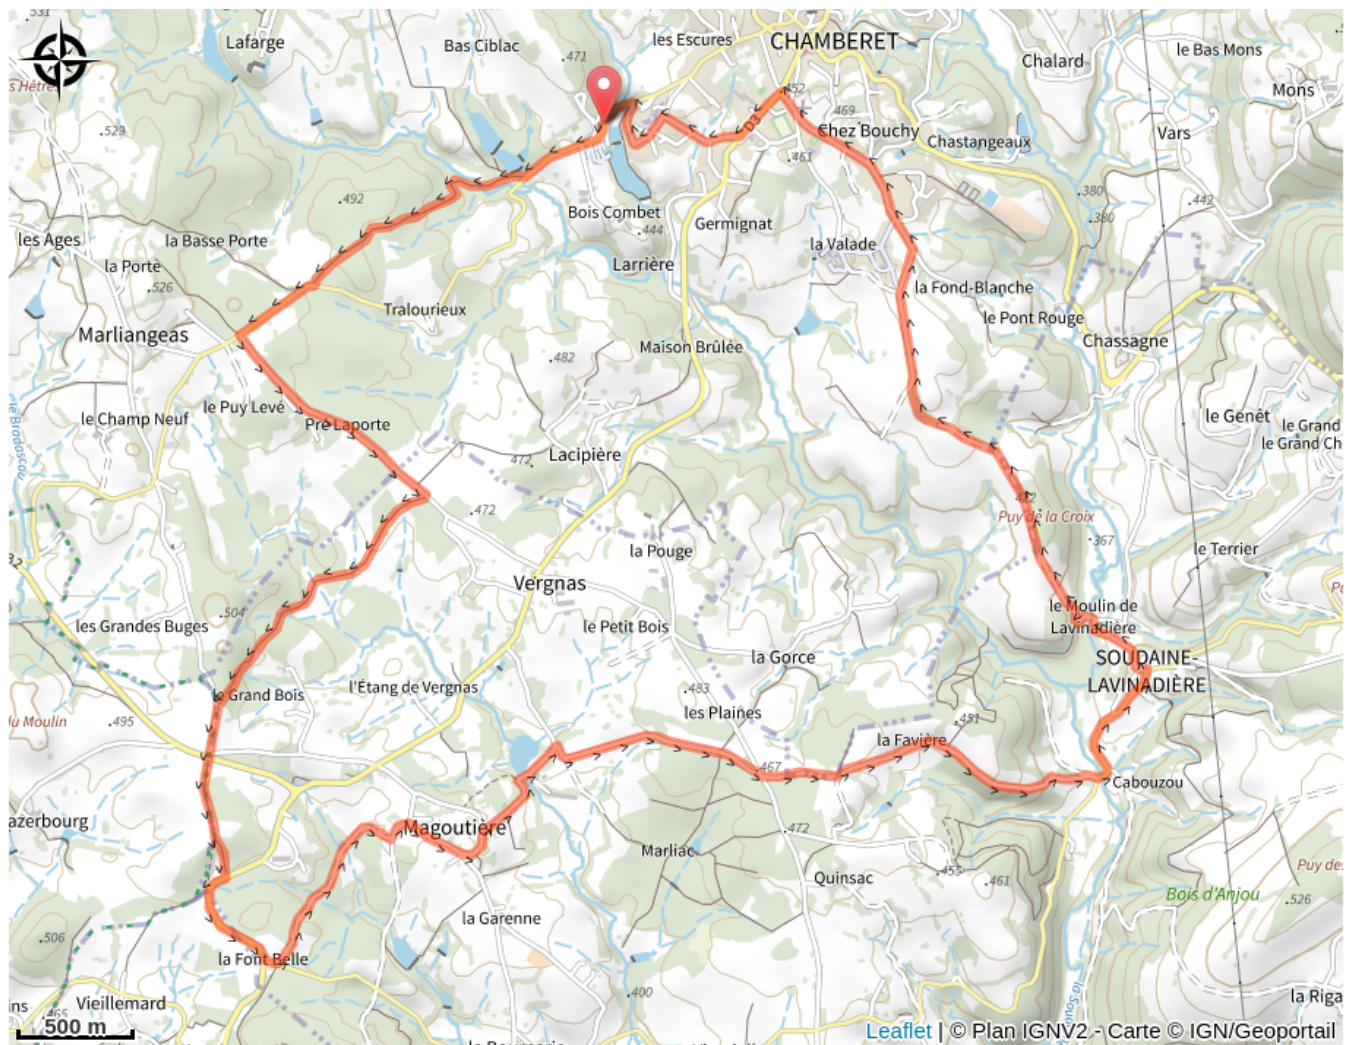 .531
Lafarge
Bas Ciblac
les Escures
CHAMBERET
le Bas Mons
.471
Chalard
s Hêtre
Mons
452
.529
469
D3
Chez Bouchy
Vars
Chastangeaux
.461
.492
.380
.442
Bois Combet
.380
Germignat
.444
les Ages
la Basse Porte
la Valade
la Porte
Larrière
.526
la Fond-Blanche
Tralourieux
le Pont Rouge
Marliangeas
Chassagne
Maison Brûlée
.482
le Puy Levé
le Genêt
le Champ Neuf
Pré Laporte
le Grand
le Grand Ch
le Bradascou
Lacipière
472.
.472
Puy de la Croix
.367
la Pouge
le Terrier
Vergnas
.504
le Moulin de
Lavinadière
les Grandes Buges
le Petit Bois
la Gorce
SOUDAINE-
LAVINADIÈRE
l'Étang de Vergnas
le Grand Bois
.483
.495
les Plaines
.451
du Moulin
la Favière
.467
Cabouzou
azerbourg
Magoutière
.472
Marliac
Puy de
.455
Quinsac
.461
Bois d'Anjou
.526
la Garenne
.506
la Font Belle
.400
Vieillemard
la Riga
ins
465
500 m
Leaflet | © Plan IGNV2 - Carte © IGN/Geoportail